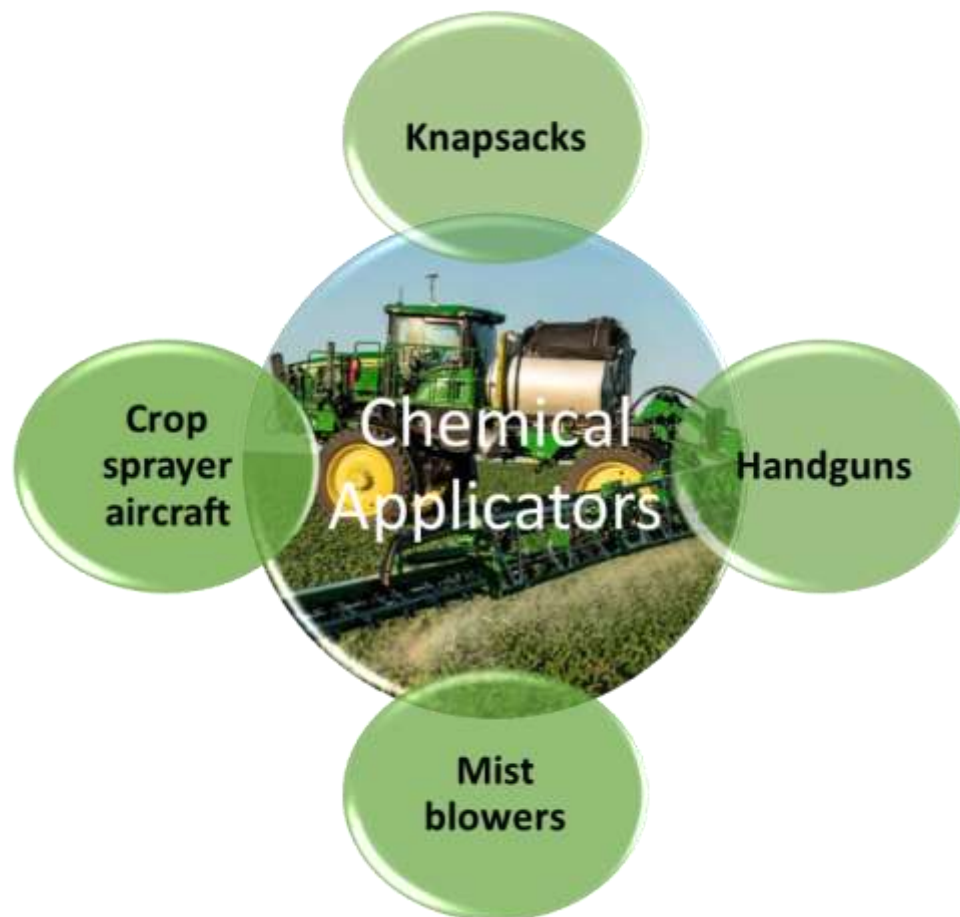 Knapsacks
Crop
sprayer
aircraft
Chemical
Applicators
Handguns
Mist
blowers